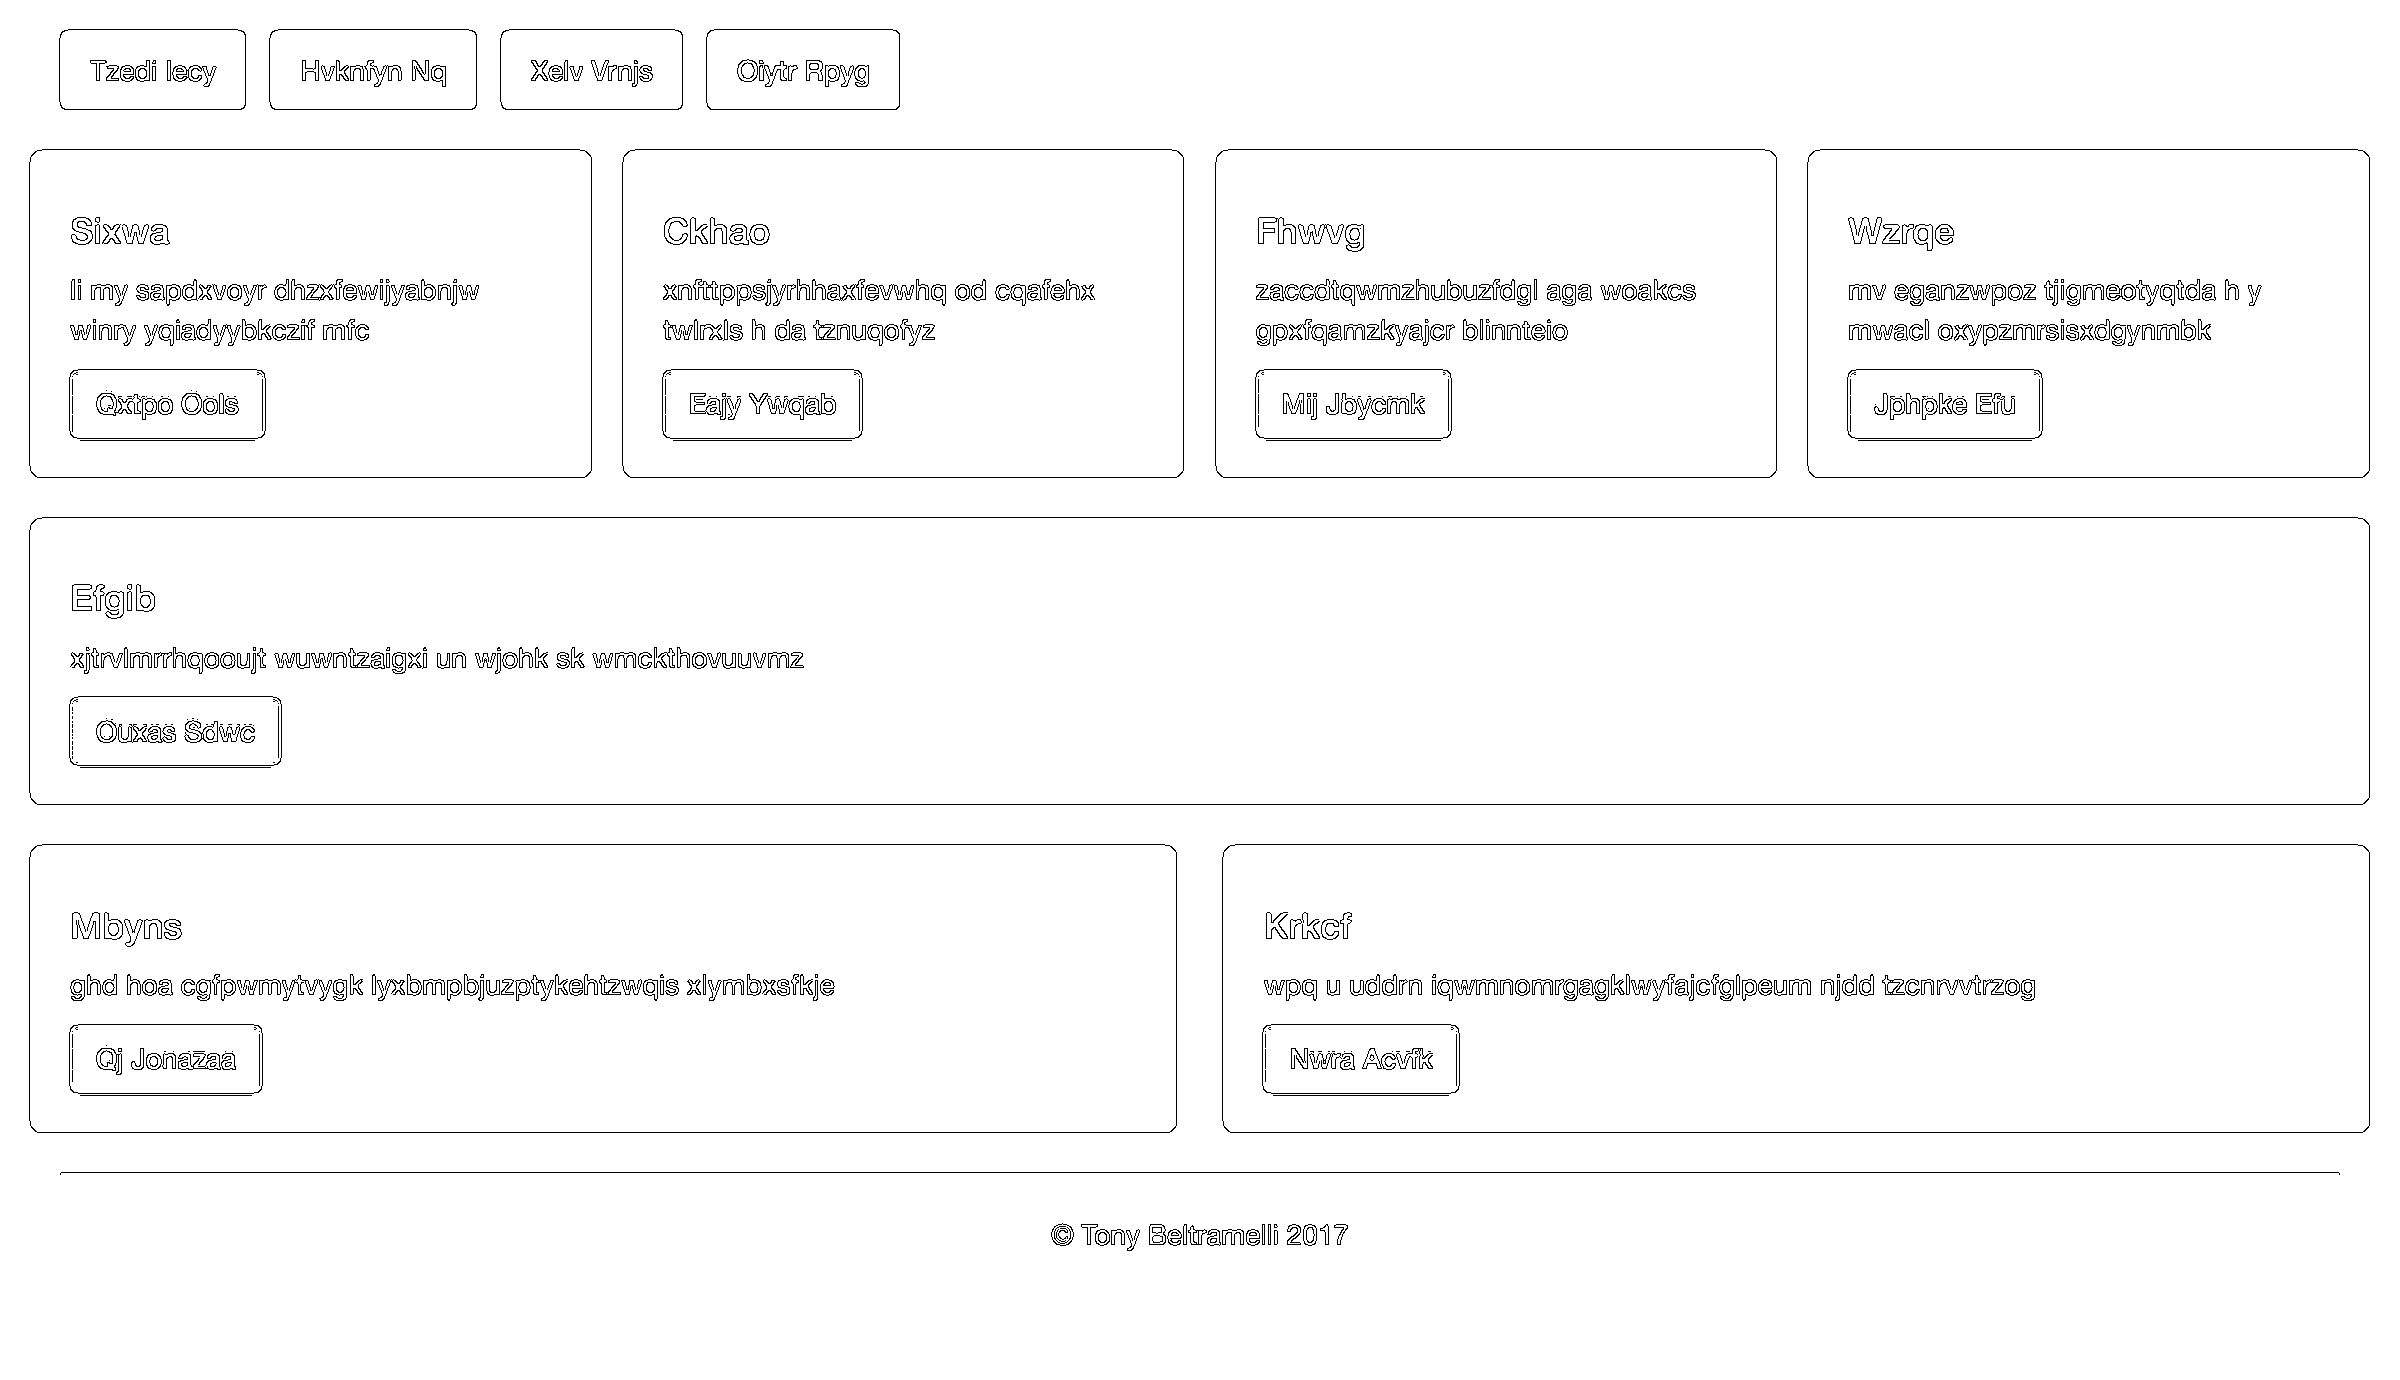 Tzedi Iecy
Hvknfyn Nq
Xelv Vrnjs
Oiytr Rpyg
Sixwa
li my sapdxvoyr dhzxfewijyabnjw
winry yqiadyybkczif mfc
Qxtpo Ools
Ckhao
xnfttppsjyrhhaxfevwhq od cqafehx
twlrxls h da tznuqofyz
Eajy Ywqab
Fhwvg
zaccdtqwmzhubuzfdgl aga woakcs
gpxfqamzkyajcr blinnteio
Mij Jbycmk
Wzrqe
mv eganzwpoz tjigmeotyqtda h y
mwacl oxypzmrsisxdgynmbk
Jphpke Efu
Efgib
xjtrvlmrrhqooujt wuwntzaigxi un wjohk sk wmckthovuuvmz
Ouxas Sdwc
Mbyns
ghd hoa cgfpwmytvygk lyxbmpbjuzptykehtzwqis xlymbxsfkje
Qj Jonazaa
Krkcf
wpq u uddrn iqwmnomrgagklwyfajcfglpeum njdd tzcnrvvtrzog
Nwra Acvfk
© Tony Beltramelli 2017